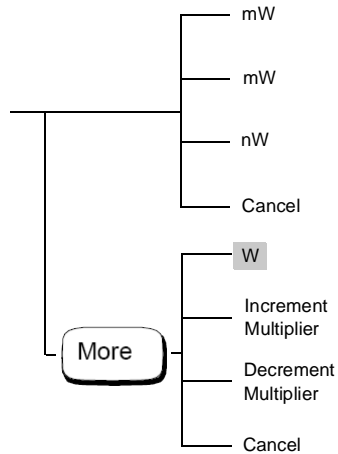 mW
mW
nW
Cancel
W
Increment
Multiplier
More
Decrement
Multiplier
Cancel